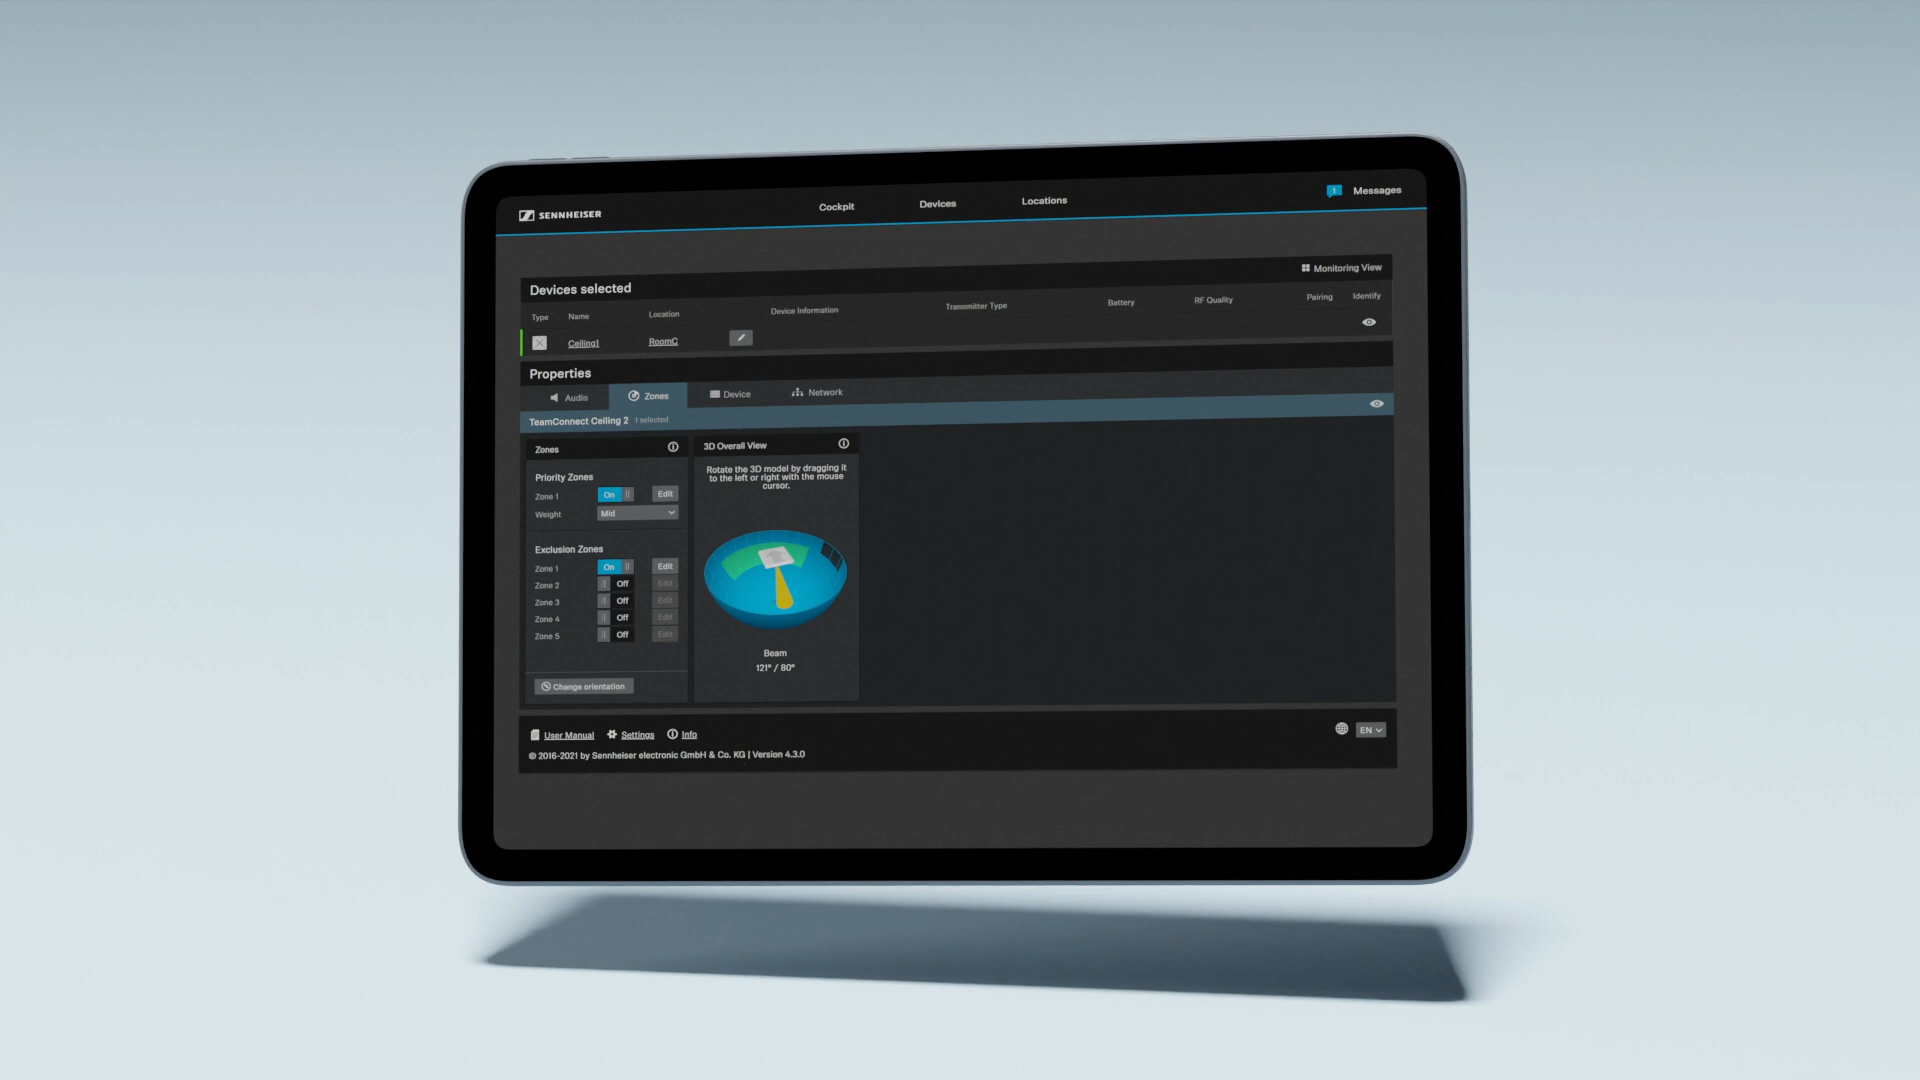 SENNHEISER
Cockpit
Devices
Locations
1
Messages
Devices selected
Monitoring View
Type
Name
Location
Device Information
Transmitter Type
Battery
RF Quality
Pairing
Identify
Ceiling1
RoomC
Properties
Audio
Zones
Device
Network
TeamConnect Ceiling 2 1 selected
Zones
Priority Zones
Zone 1 On Edit
Weight Mid
Exclusion Zones
Zone 1 On Edit
Zone 2 Off Edit
Zone 3 Off Edit
Zone 4 Off Edit
Zone 5 Off Edit
Change orientation
3D Overall View
Rotate the 3D model by dragging it
to the left or right with the mouse
cursor.
Beam
121° / 80°
User Manual Settings Info
EN
© 2016-2021 by Sennheiser electronic GmbH & Co. KG | Version 4.3.0